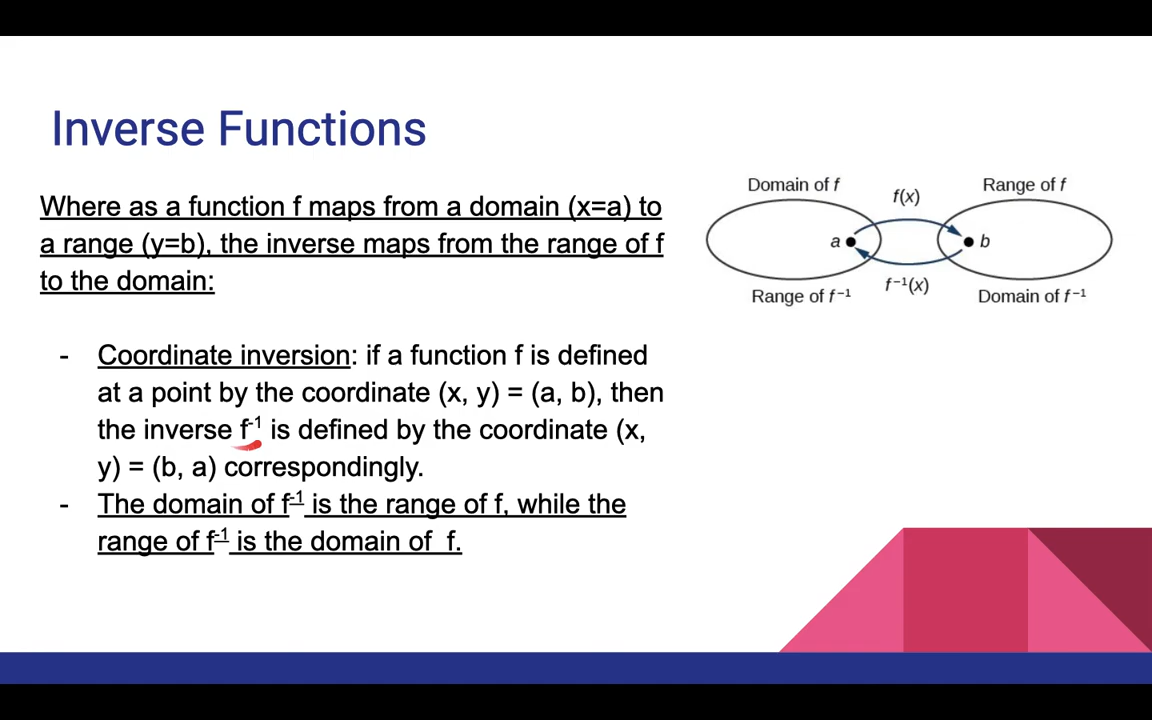 Inverse Functions
Where as a function f maps from a domain (x=a) to
a range (y=b), the inverse maps from the range of f
to the domain:
- Coordinate inversion: if a function f is defined
at a point by the coordinate (x, y) = (a, b), then
the inverse f⁻¹ is defined by the coordinate (x,
y) = (b, a) correspondingly.
- The domain of f⁻¹ is the range of f, while the
range of f⁻¹ is the domain of  f.
Domain of f
f(x)
Range of f
a
b
Range of f⁻¹
f⁻¹(x)
Domain of f⁻¹